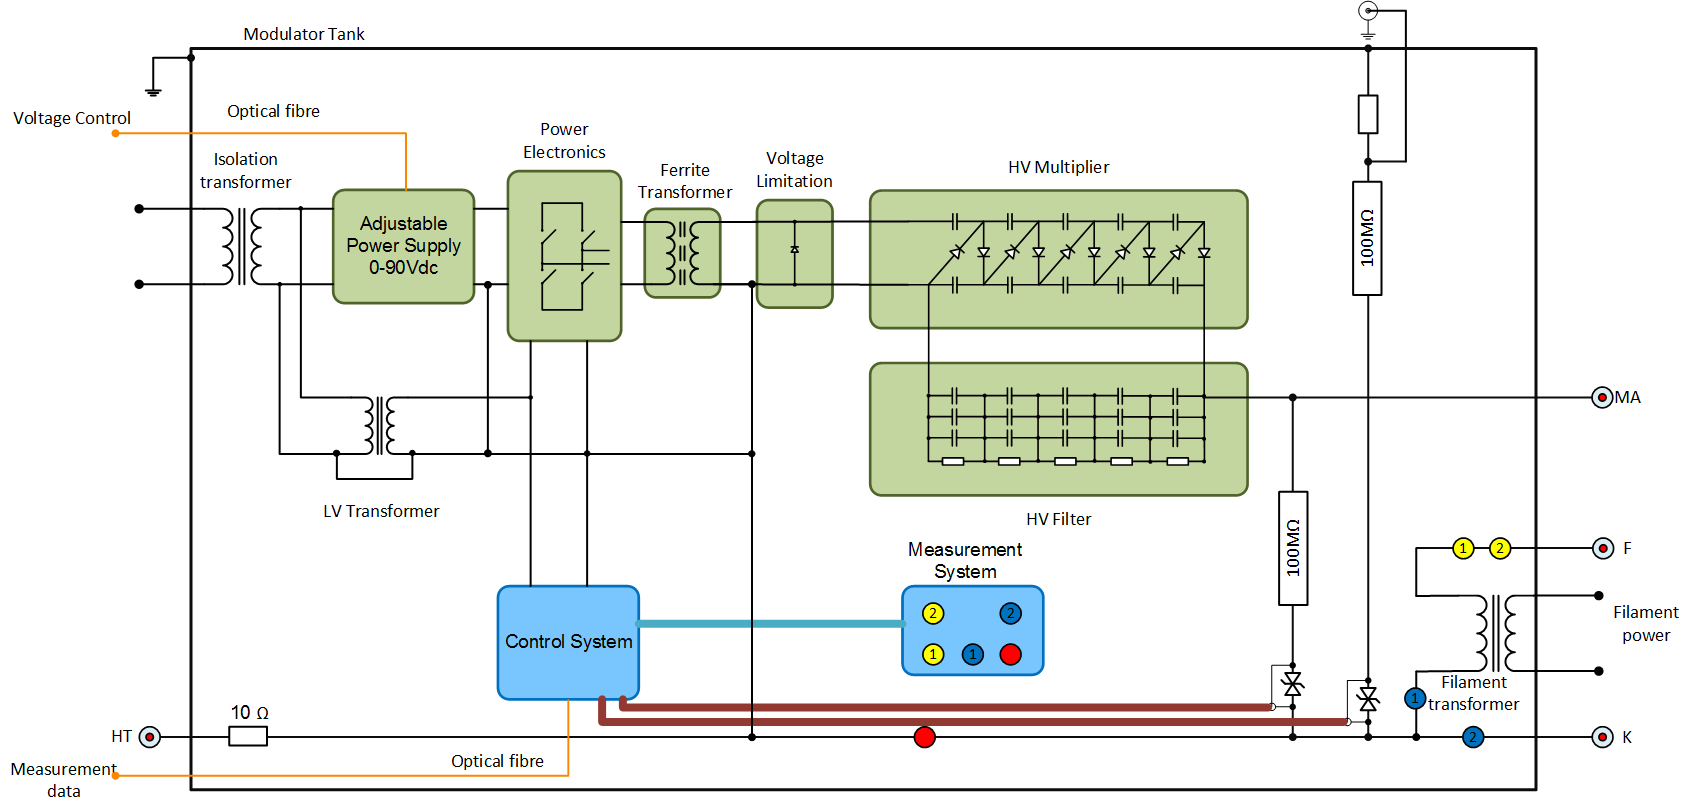 Modulator Tank
Voltage Control
Optical fibre
Isolation
transformer
Power
Electronics
Ferrite
Transformer
Voltage
Limitation
HV Multiplier
Adjustable
Power Supply
0-90Vdc
100MΩ
MA
LV Transformer
HV Filter
100MΩ
Measurement
System
1
2
F
2
2
Filament
power
Control System
1
1
Filament
transformer
1
10 Ω
HT
2
K
Optical fibre
Measurement
data